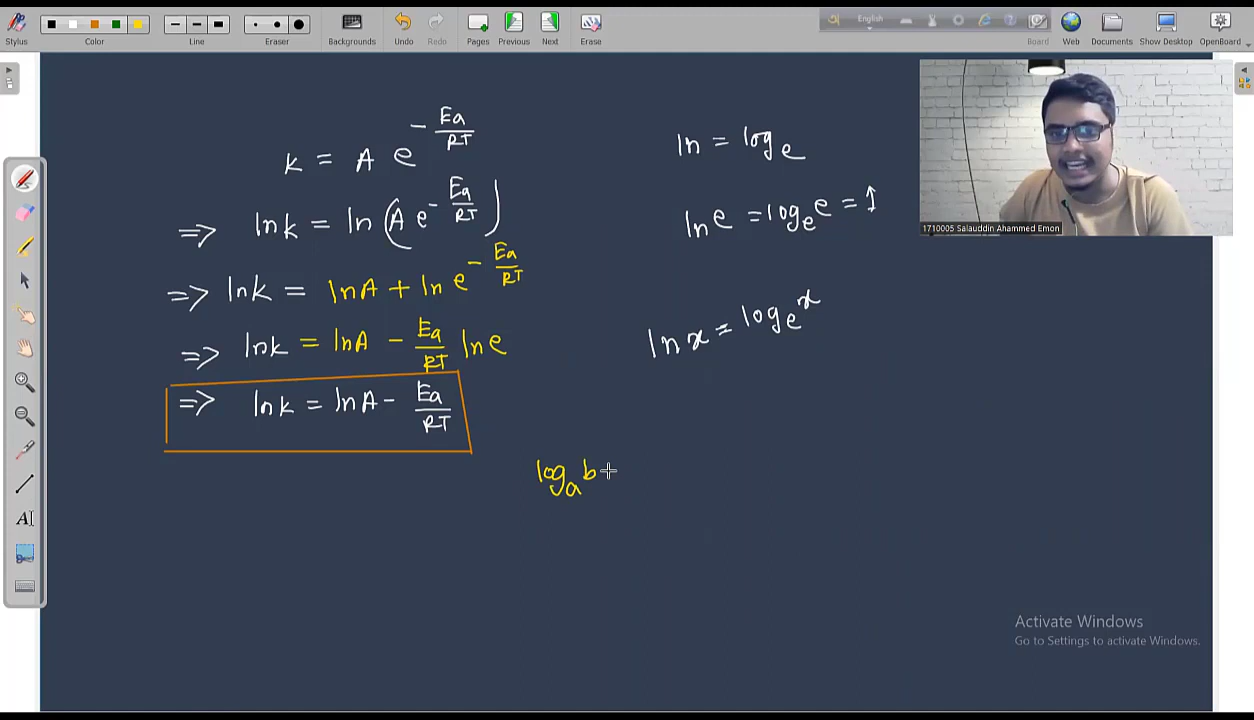 Stylus Color Line Eraser Backgrounds Undo Redo Pages Previous Next Erase English Board Web Documents Show Desktop OpenBoard
k = A e^(-Ea/RT)
=> lnk = ln (A e^(-Ea/RT))
=> lnk = lnA + ln e^(-Ea/RT)
=> lnk = lnA - Ea/RT ln e
=> lnk = lnA - Ea/RT
ln = log_e
ln e = log_e e = 1
ln x = log_e x
log_a b
1710005 Salauddin Ahammed Emon
Activate Windows
Go to Settings to activate Windows.